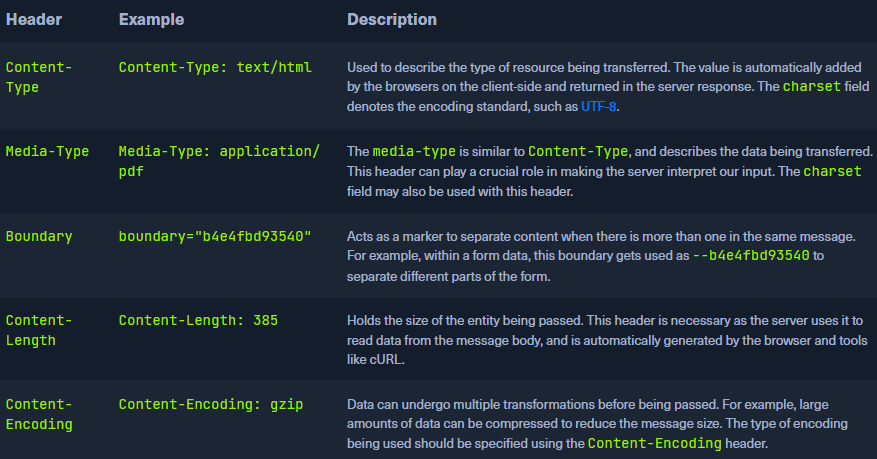 Header Example Description
Content-Type Content-Type: text/html Used to describe the type of resource being transferred. The value is automatically added
by the browsers on the client-side and returned in the server response. The charset field
denotes the encoding standard, such as UTF-8.
Media-Type Media-Type: application/pdf The media-type is similar to Content-Type, and describes the data being transferred.
This header can play a crucial role in making the server interpret our input. The charset
field may also be used with this header.
Boundary boundary="b4e4fbd93540" Acts as a marker to separate content when there is more than one in the same message.
For example, within a form data, this boundary gets used as --b4e4fbd93540 to
separate different parts of the form.
Content-Length Content-Length: 385 Holds the size of the entity being passed. This header is necessary as the server uses it to
read data from the message body, and is automatically generated by the browser and tools
like cURL.
Content-Encoding Content-Encoding: gzip Data can undergo multiple transformations before being passed. For example, large
amounts of data can be compressed to reduce the message size. The type of encoding
being used should be specified using the Content-Encoding header.